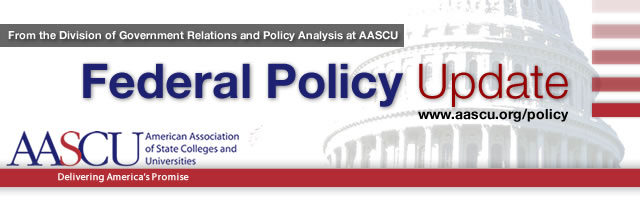 From the Division of Government Relations and Policy Analysis at AASCU
Federal Policy Update
www.aascu.org/policy
AASCU
American Association
of State Colleges and
Universities
Delivering America's Promise